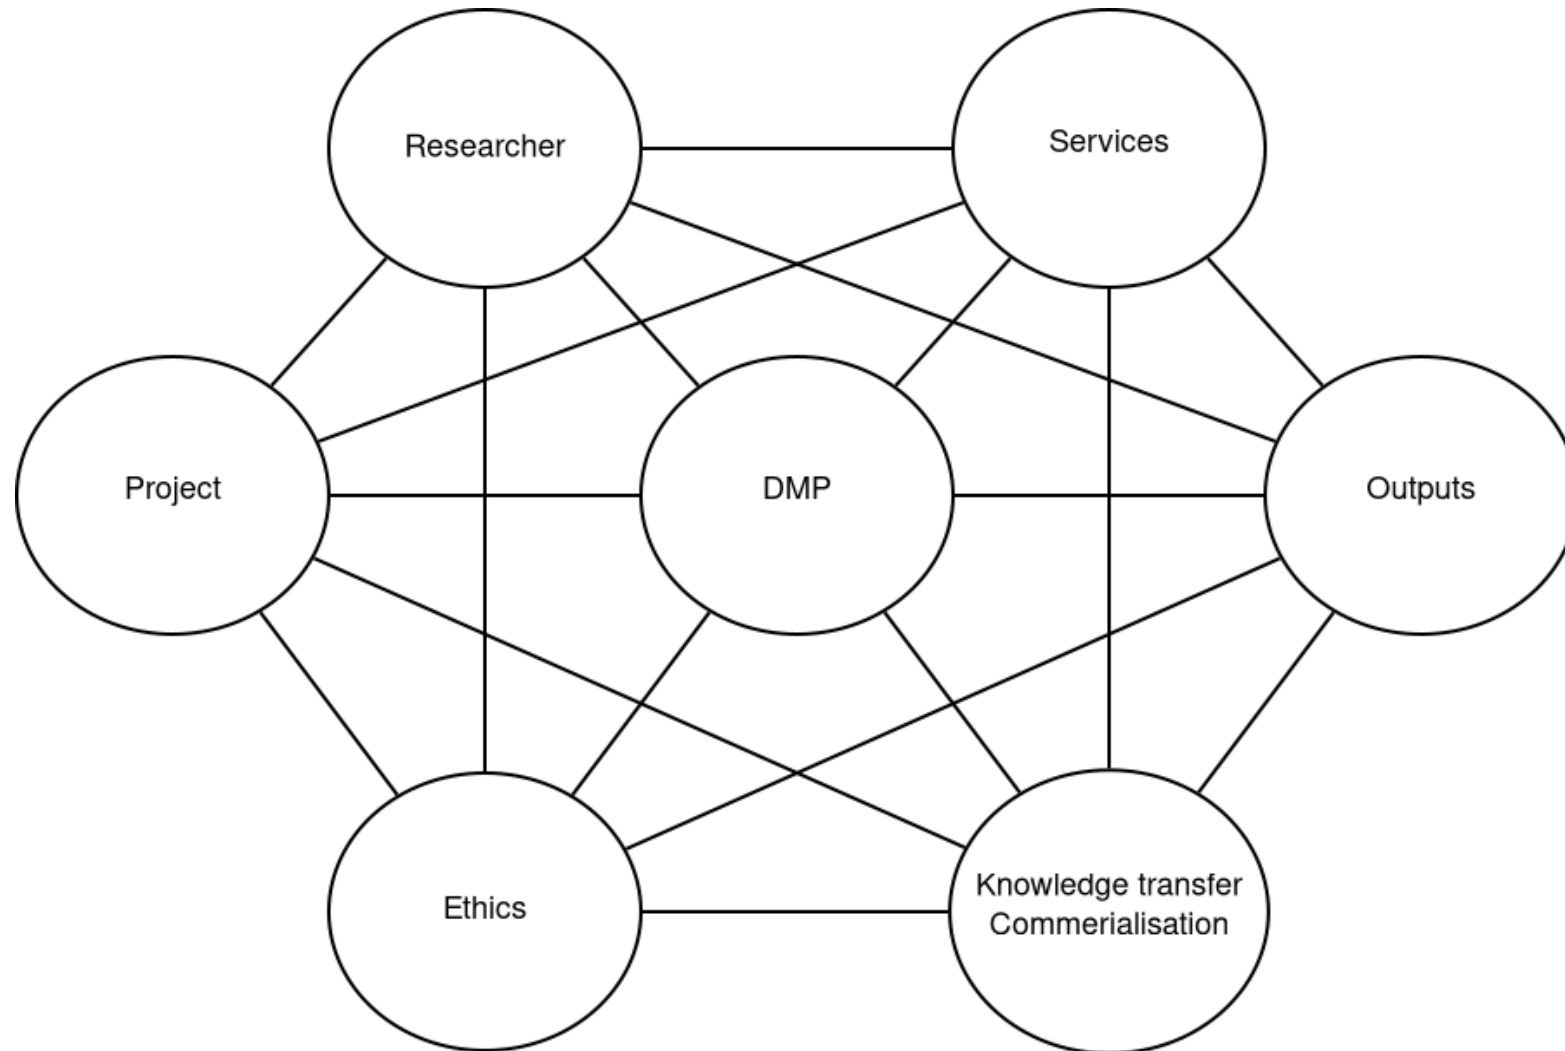 Researcher
Services
Project
DMP
Outputs
Ethics
Knowledge transfer
Commerialisation